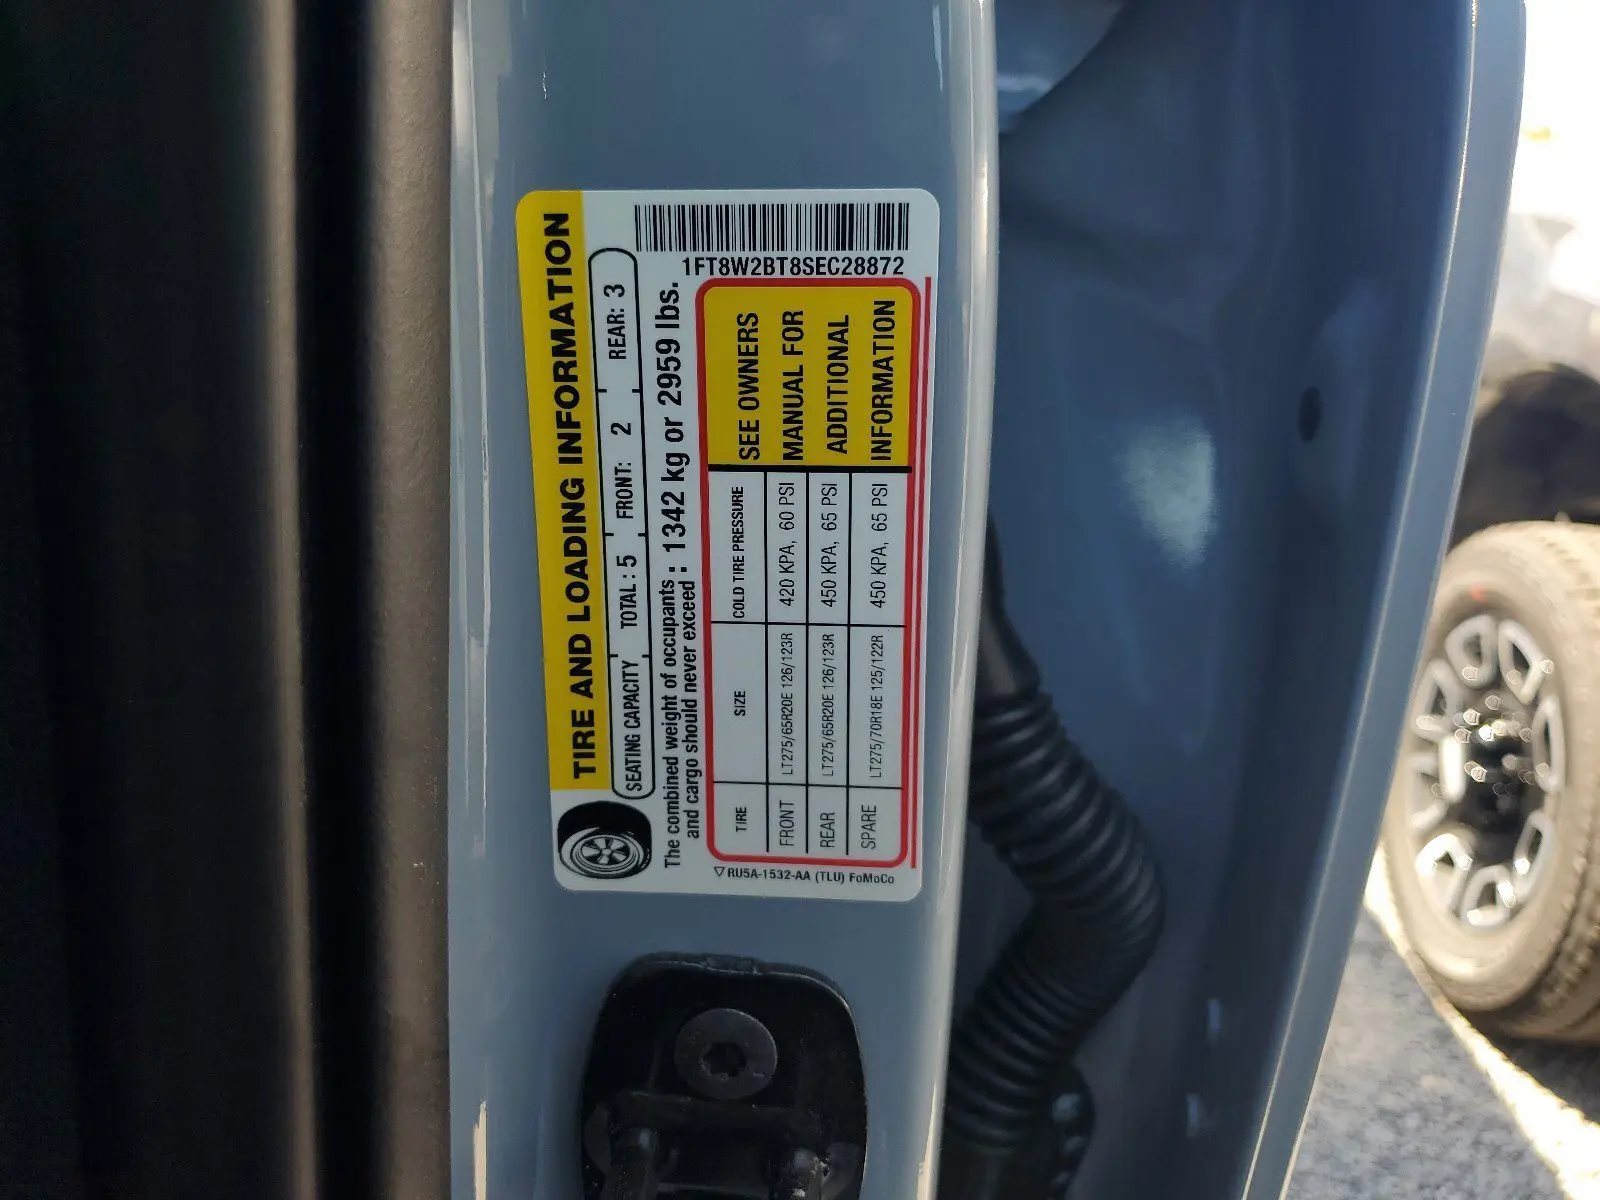 TIRE AND LOADING INFORMATION
SEATING CAPACITY TOTAL: 5 FRONT: 2 REAR: 3
The combined weight of occupants and cargo should never exceed : 1342 kg or 2959 lbs.
TIRE SIZE COLD TIRE PRESSURE
FRONT LT275/65R20E 126/123R 420 KPA, 60 PSI
REAR LT275/65R20E 126/123R 450 KPA, 65 PSI
SPARE LT275/70R18E 125/122R 450 KPA, 65 PSI
SEE OWNERS
MANUAL FOR
ADDITIONAL
INFORMATION
1FT8W2BT8SEC28872
▽RU5A-1532-AA (TLU) FoMoCo